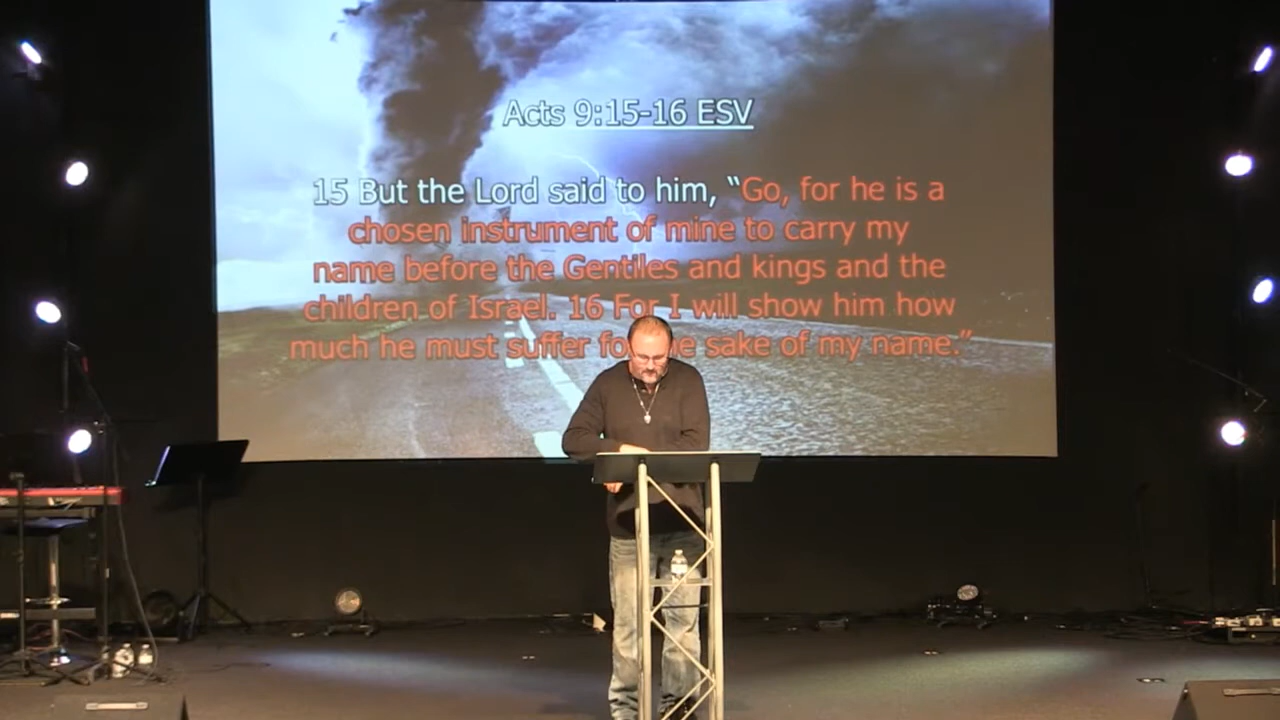 Acts 9:15-16 ESV
15 But the Lord said to him, “Go, for he is a
chosen instrument of mine to carry my
name before the Gentiles and kings and the
children of Israel. 16 For I will show him how
much he must suffer for sake of my name.”